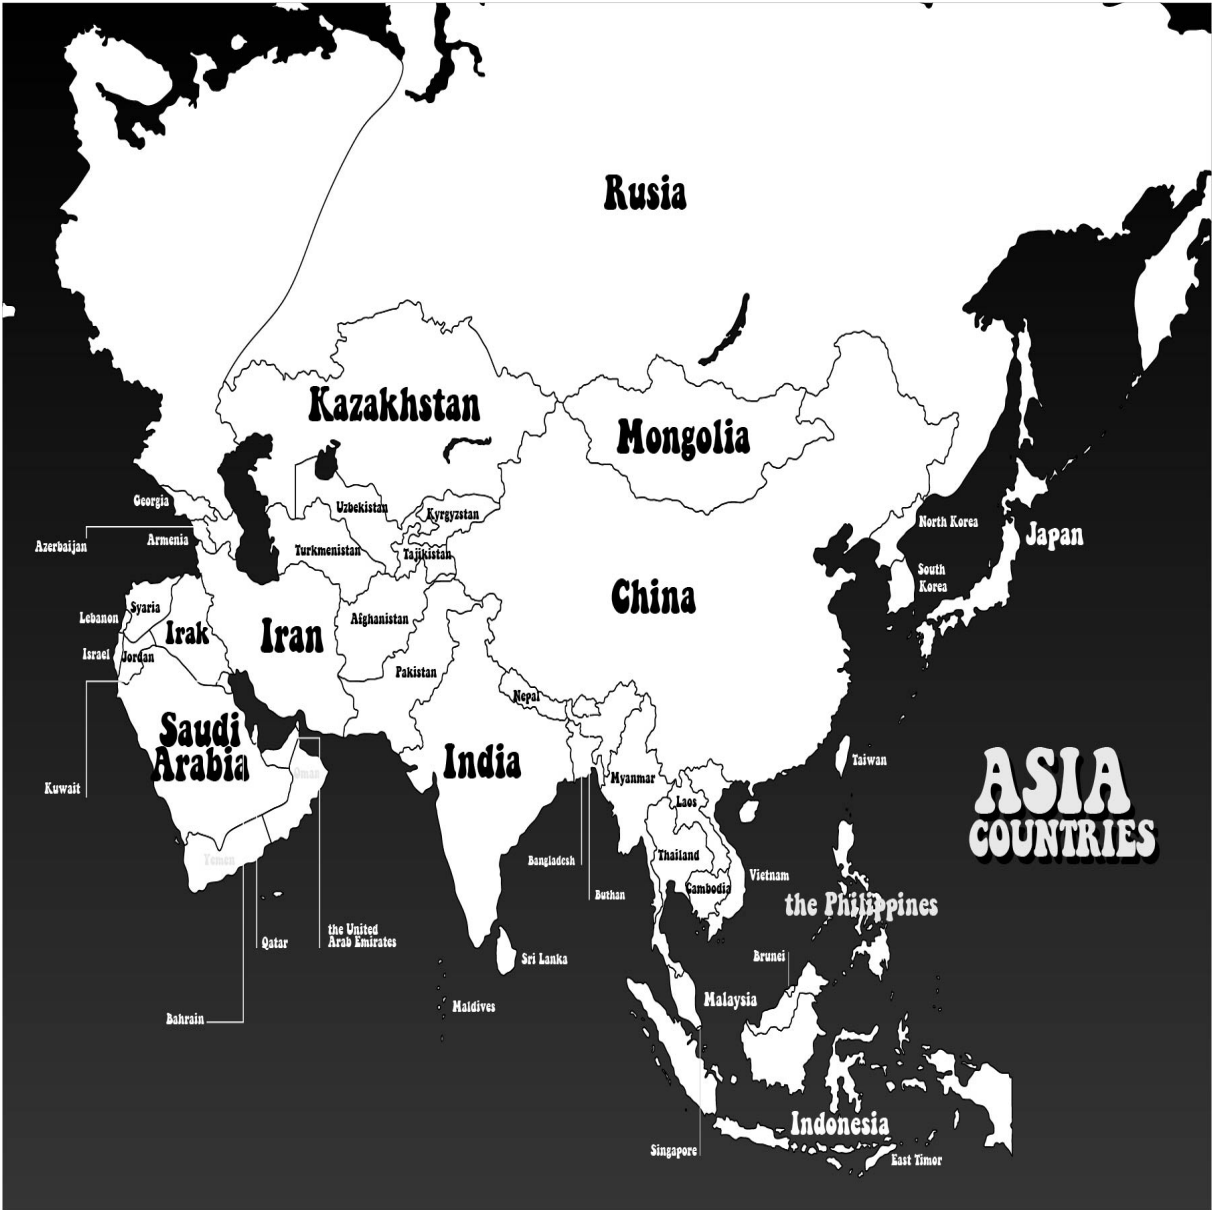 Rusia
Kazakhstan
Mongolia
Georgia
Uzbekistan
Kyrgyzstan
North Korea
Azerbaijan
Armenia
Turkmenistan
Tajikistan
Japan
South
Korea
China
Lebanon
Syaria
Irak
Iran
Afghanistan
Israel
Jordan
Pakistan
Nepal
Saudi
Arabia
India
Taiwan
Kuwait
Oman
Myanmar
ASIA
COUNTRIES
Laos
Yemen
Bangladesh
Thailand
Vietnam
Cambodia
Buthan
the Philippines
the United
Arab Emirates
Qatar
Sri Lanka
Brunei
Maldives
Malaysia
Bahrain
Indonesia
Singapore
East Timor